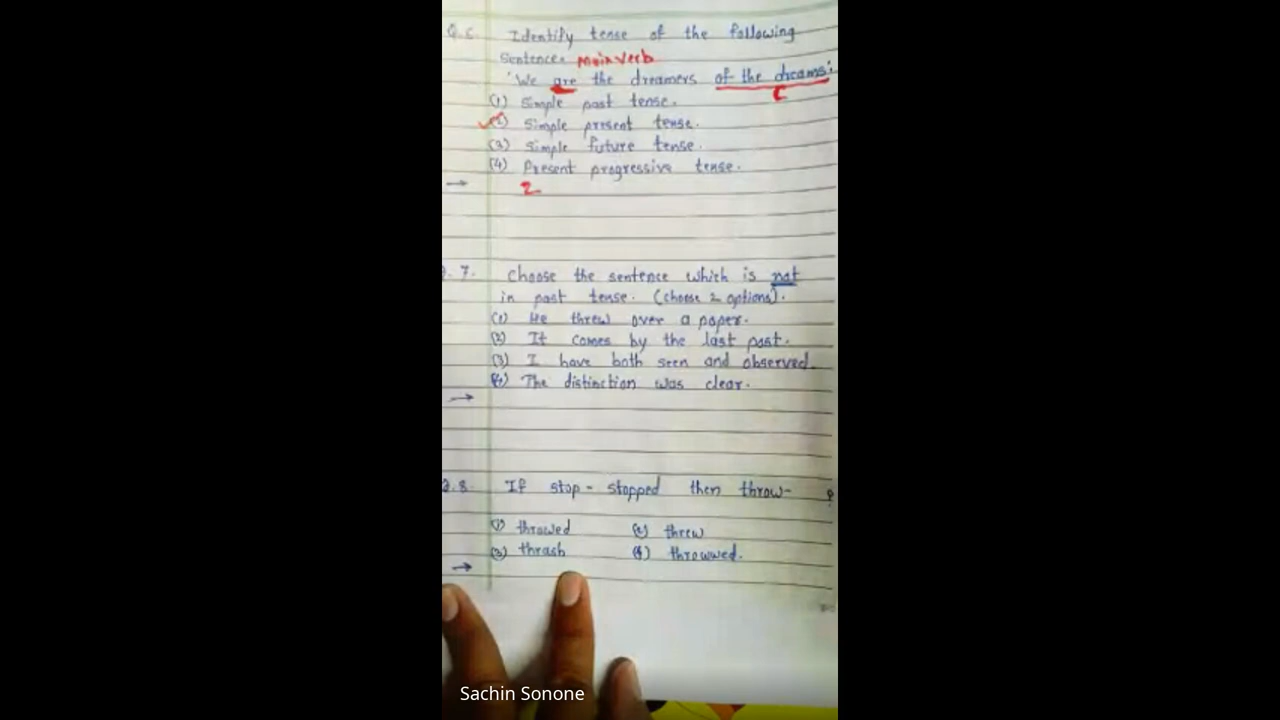 Q.6. Identify tense of the following
Sentence. main verb
'We are the dreamers of the dreams.'
C
(1) Simple past tense.
(2) Simple present tense.
(3) Simple future tense.
(4) Present progressive tense.
→ 2
Q.7. Choose the sentence which is not
in past tense. (choose 2 options).
(1) He threw over a paper.
(2) It comes by the last post.
(3) I have both seen and observed.
(4) The distinction was clear.
→
Q.8. If stop - stopped then throw- ?
(1) throwed (2) threw
(3) thrash (4) throwwed.
→
Sachin Sonone